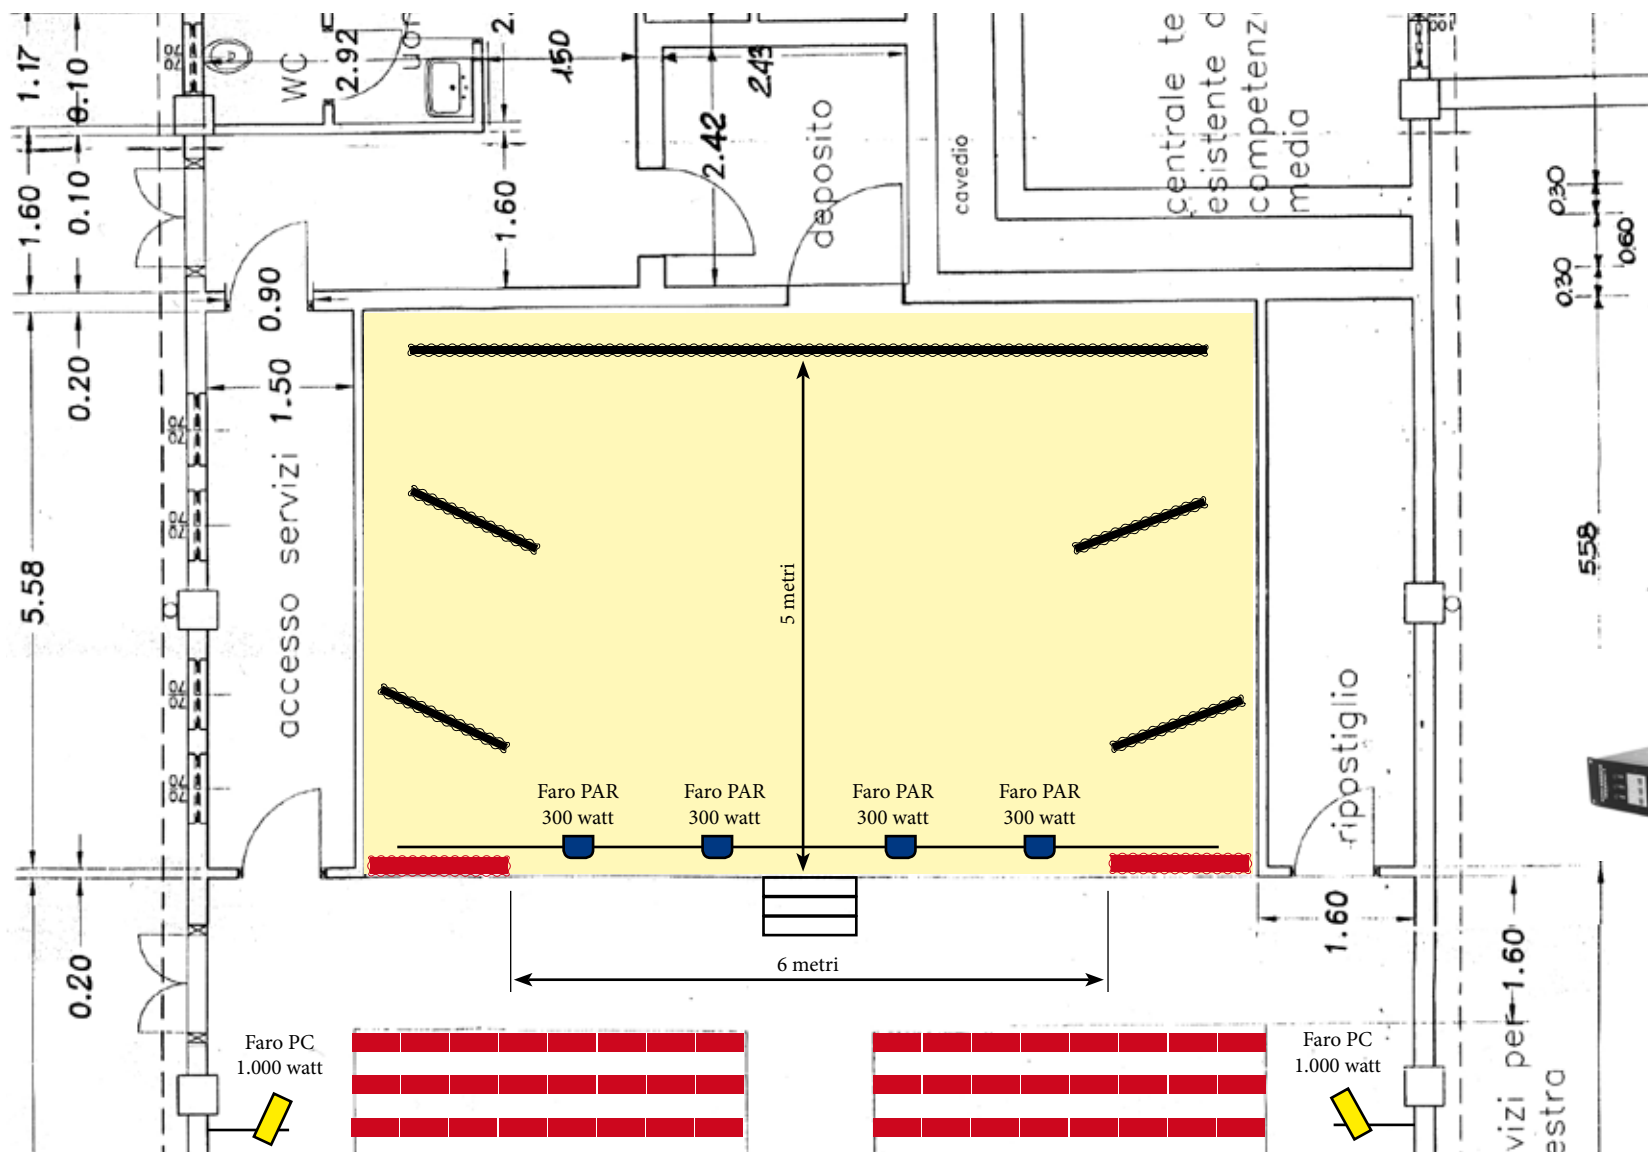 1.17
0.10
WC
2.92
uo
2.
150
243
2.42
deposito
cavedio
centrale te
esistente d
competenz
media
1.60
0.10
1.60
0.30
0.60
0.30
0.90
0.20
1.50
accesso servizi
5.58
5 metri
558
ripostiglio
Faro PAR
300 watt
Faro PAR
300 watt
Faro PAR
300 watt
Faro PAR
300 watt
0.20
6 metri
1.60
1.60
Faro PC
1.000 watt
Faro PC
1.000 watt
vizi per
estra